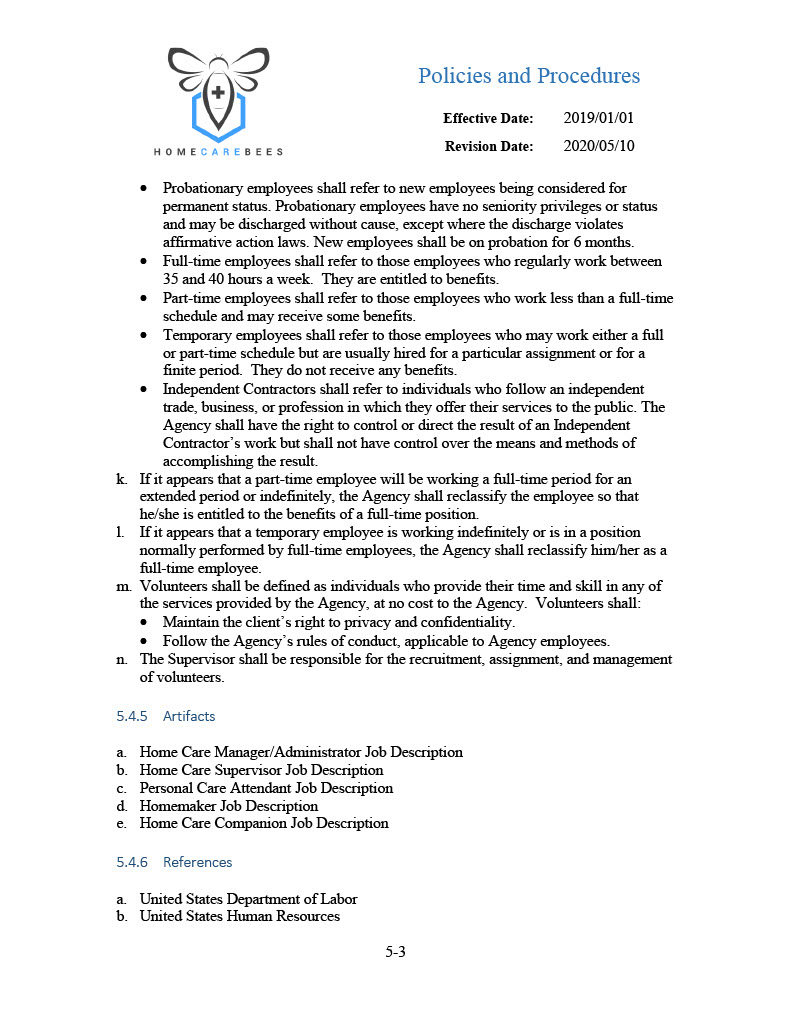 Policies and Procedures
Effective Date: 2019/01/01
Revision Date: 2020/05/10
HOMECAREBEES
• Probationary employees shall refer to new employees being considered for
permanent status. Probationary employees have no seniority privileges or status
and may be discharged without cause, except where the discharge violates
affirmative action laws. New employees shall be on probation for 6 months.
• Full-time employees shall refer to those employees who regularly work between
35 and 40 hours a week. They are entitled to benefits.
• Part-time employees shall refer to those employees who work less than a full-time
schedule and may receive some benefits.
• Temporary employees shall refer to those employees who may work either a full
or part-time schedule but are usually hired for a particular assignment or for a
finite period. They do not receive any benefits.
• Independent Contractors shall refer to individuals who follow an independent
trade, business, or profession in which they offer their services to the public. The
Agency shall have the right to control or direct the result of an Independent
Contractor’s work but shall not have control over the means and methods of
accomplishing the result.
k. If it appears that a part-time employee will be working a full-time period for an
extended period or indefinitely, the Agency shall reclassify the employee so that
he/she is entitled to the benefits of a full-time position.
l. If it appears that a temporary employee is working indefinitely or is in a position
normally performed by full-time employees, the Agency shall reclassify him/her as a
full-time employee.
m. Volunteers shall be defined as individuals who provide their time and skill in any of
the services provided by the Agency, at no cost to the Agency. Volunteers shall:
• Maintain the client’s right to privacy and confidentiality.
• Follow the Agency’s rules of conduct, applicable to Agency employees.
n. The Supervisor shall be responsible for the recruitment, assignment, and management
of volunteers.
5.4.5 Artifacts
a. Home Care Manager/Administrator Job Description
b. Home Care Supervisor Job Description
c. Personal Care Attendant Job Description
d. Homemaker Job Description
e. Home Care Companion Job Description
5.4.6 References
a. United States Department of Labor
b. United States Human Resources
5-3